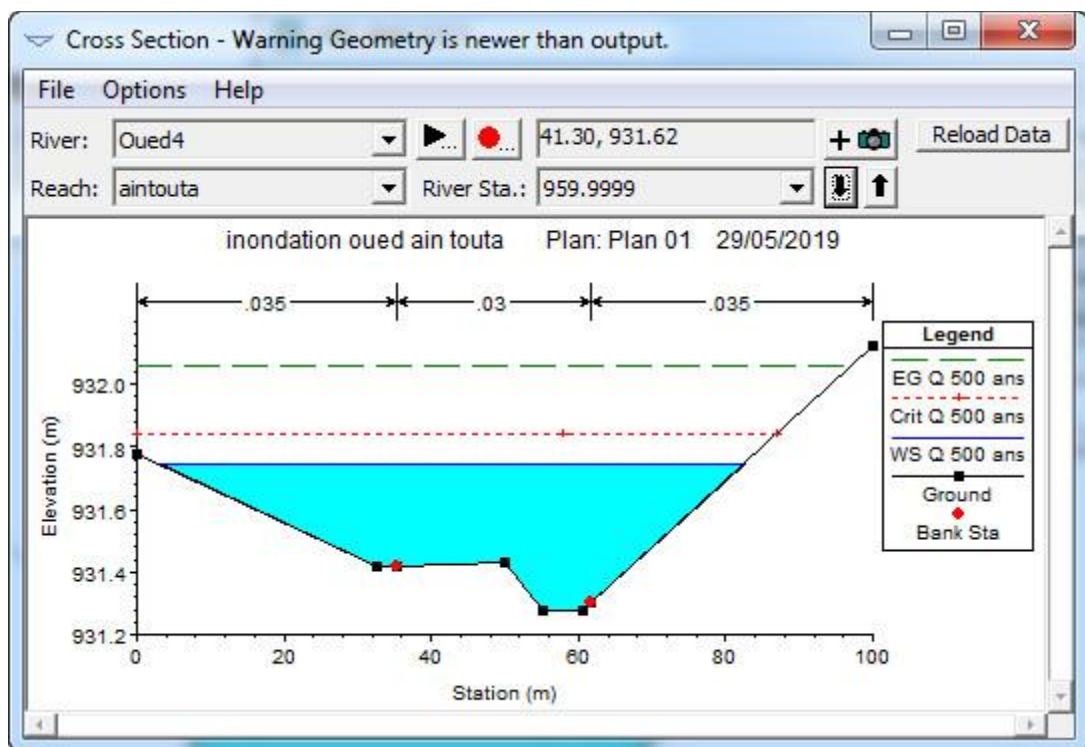 Cross Section - Warning Geometry is newer than output.
File Options Help
River: Oued4 ... ... 41.30, 931.62 + Reload Data
Reach: aintouta River Sta.: 959.9999
inondation oued ain touta Plan: Plan 01 29/05/2019
.035 .03 .035
Legend
EG Q 500 ans
Crit Q 500 ans
WS Q 500 ans
Ground
Bank Sta
Elevation (m)
932.0
931.8
931.6
931.4
931.2
0 20 40 60 80 100
Station (m)